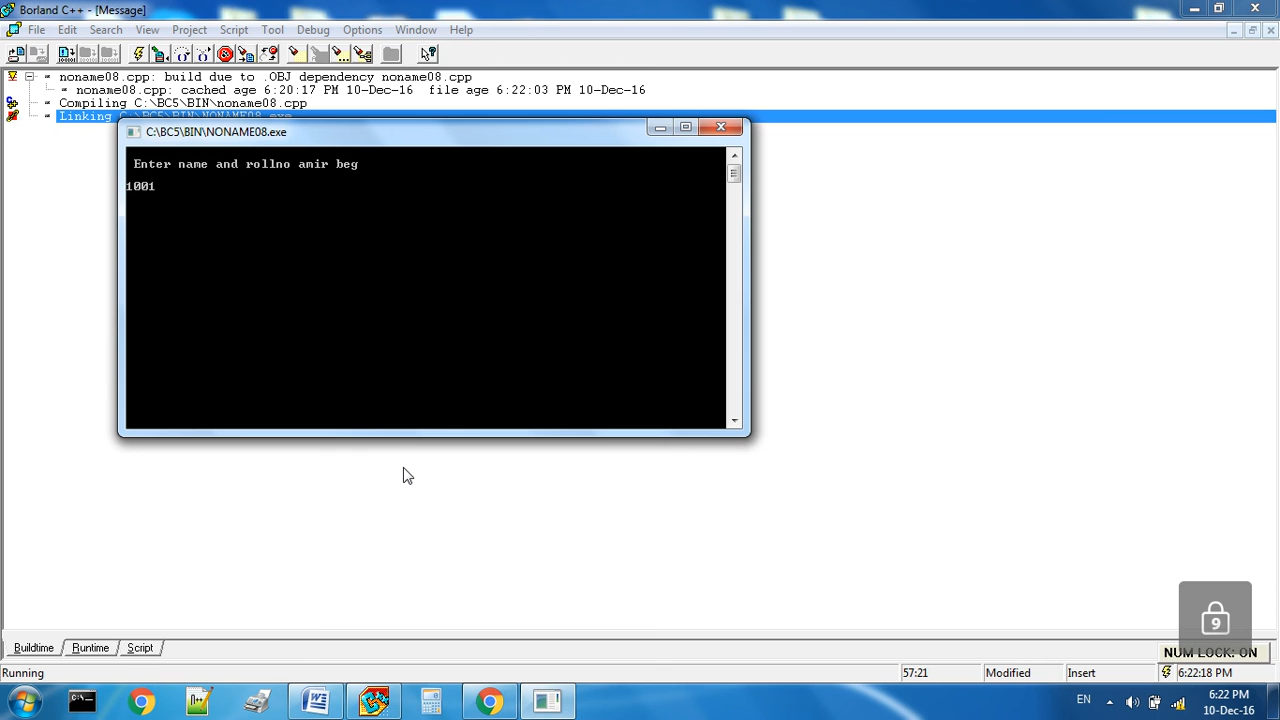 Borland C++ - [Message]
File Edit Search View Project Script Tool Debug Options Window Help
noname08.cpp: build due to .OBJ dependency noname08.cpp
noname08.cpp: cached age 6:20:17 PM 10-Dec-16 file age 6:22:03 PM 10-Dec-16
Compiling C:\BC5\BIN\noname08.cpp
Linking C:\BC5\BIN\NONAME08.exe
C:\BC5\BIN\NONAME08.exe
Enter name and rollno amir beg
1001
9
NUM LOCK: ON
Buildtime Runtime Script
Running 57:21 Modified Insert 6:22:18 PM
EN
6:22 PM
10-Dec-16